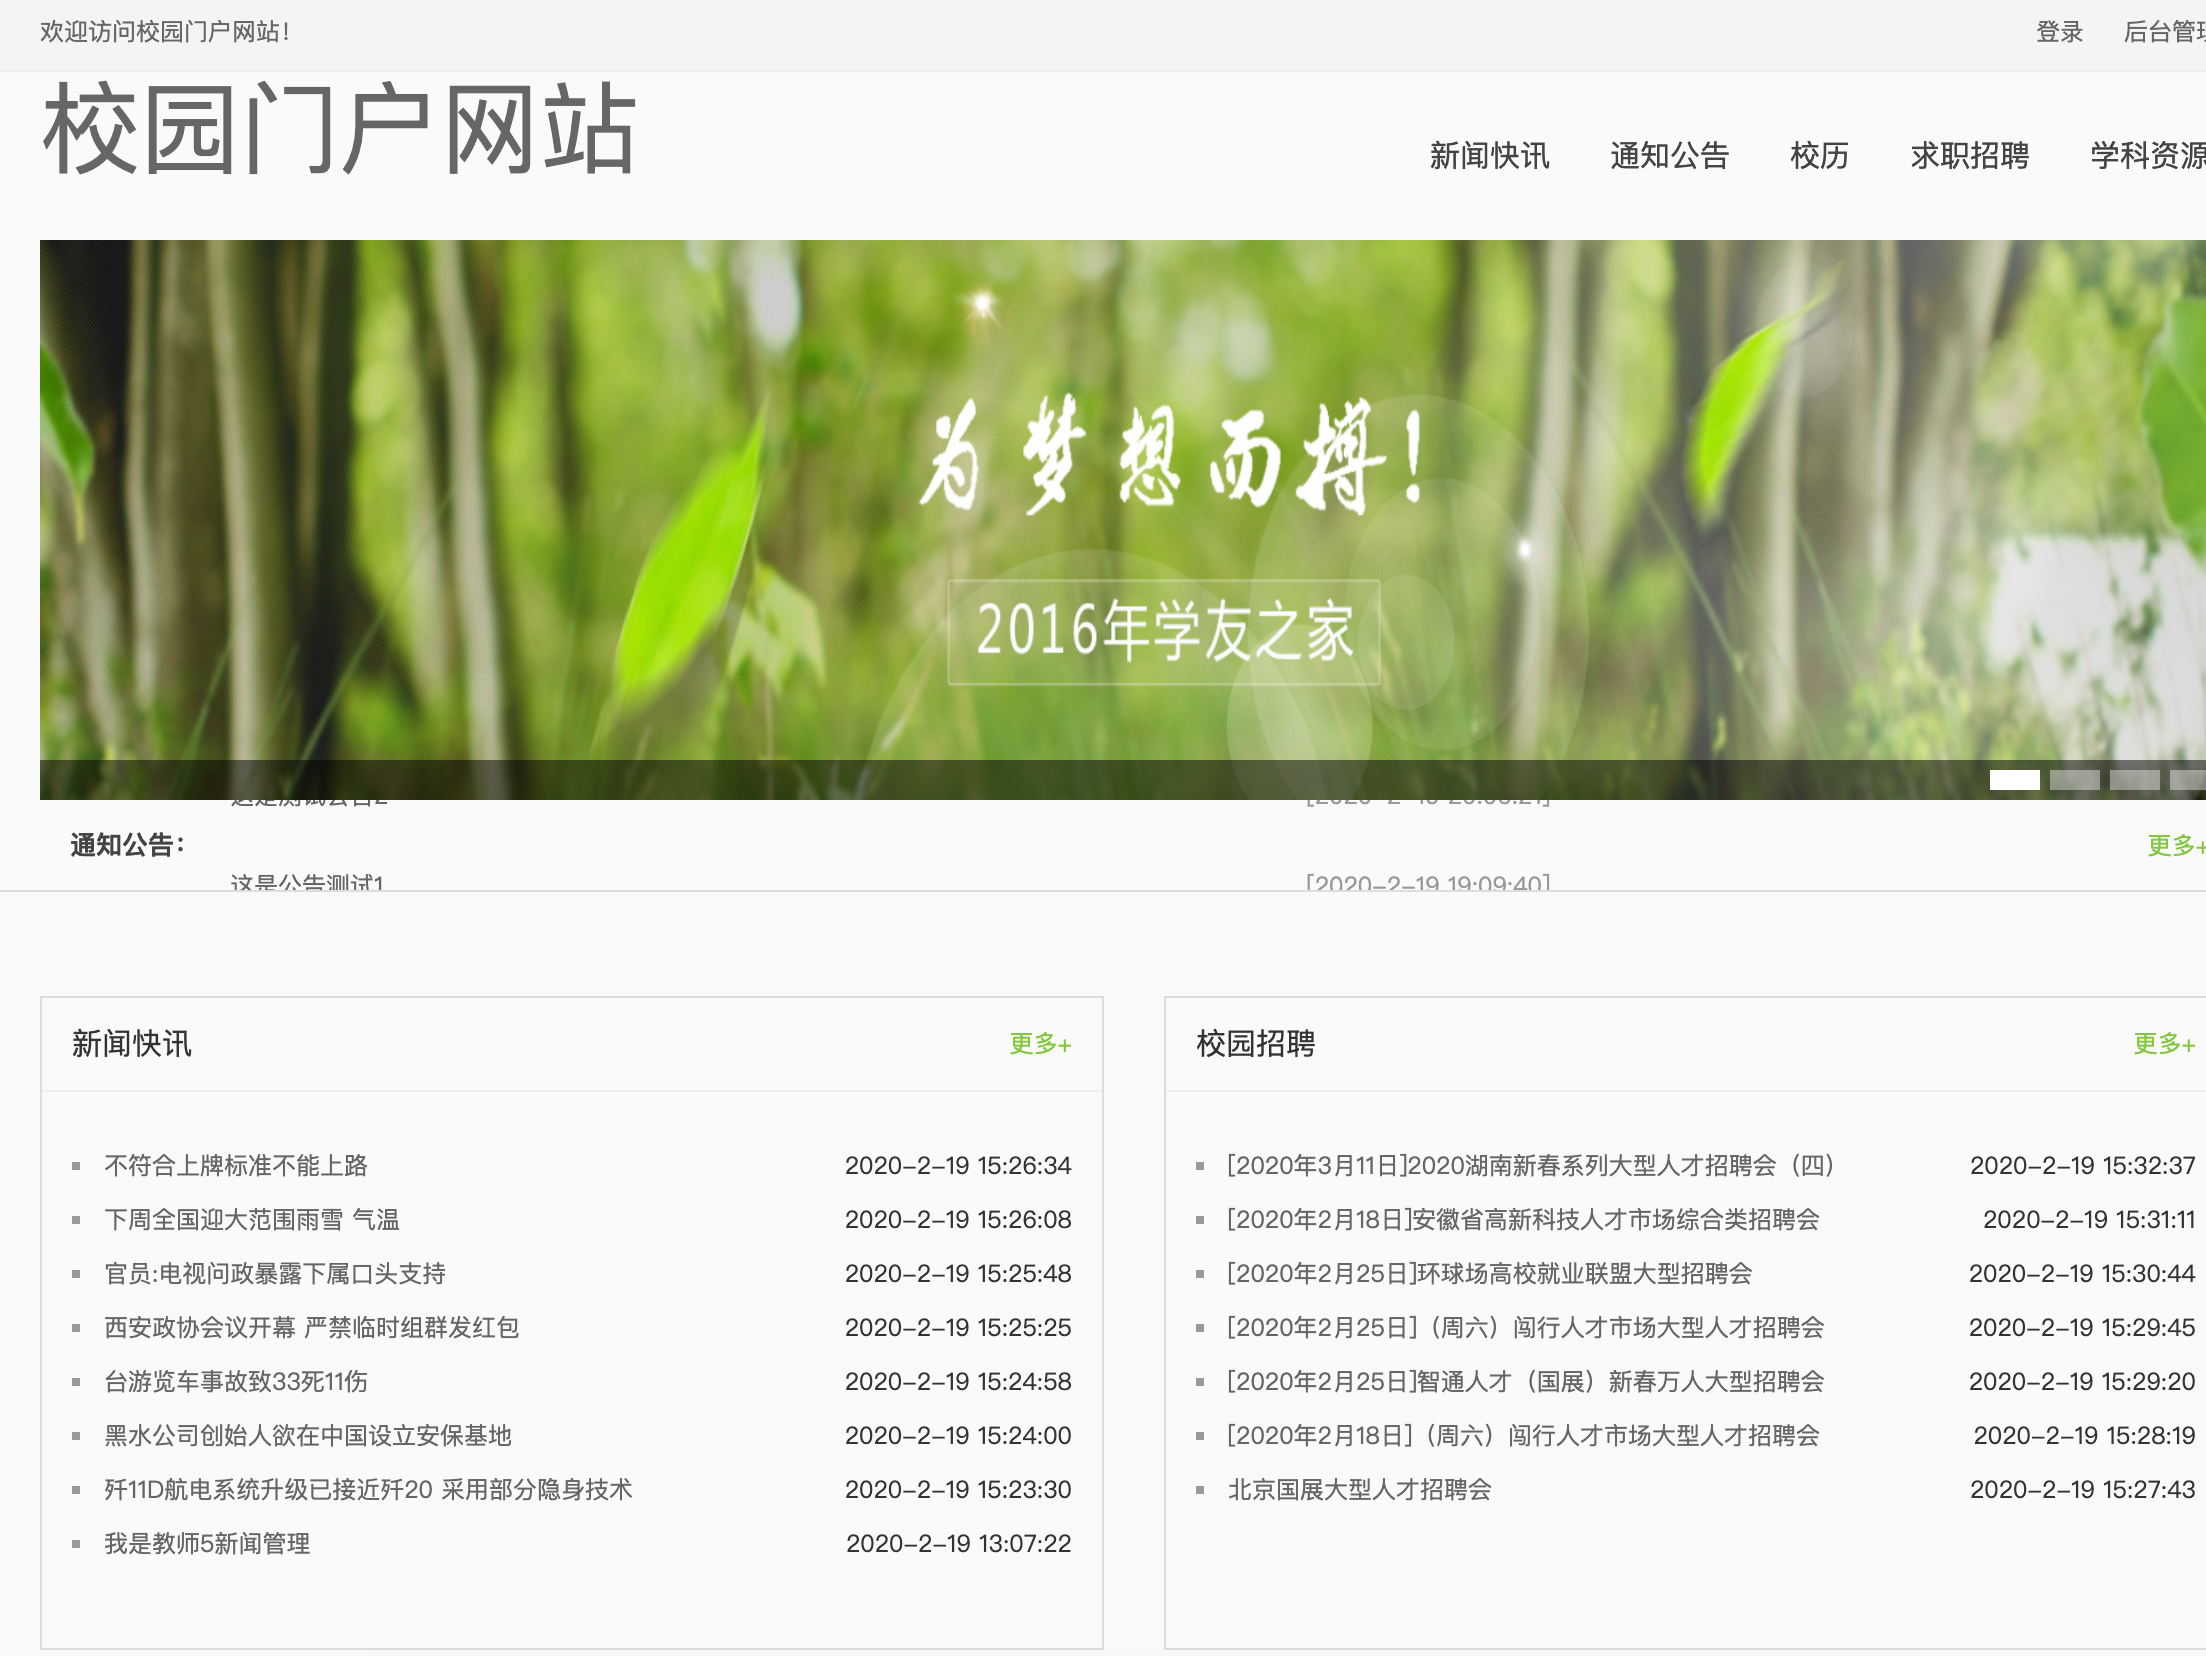 欢迎访问校园门户网站！
登录 后台管理
校园门户网站
新闻快讯 通知公告 校历 求职招聘 学科资源
为梦想而搏！
2016年学友之家
这是测试公告2 [2020-2-19 20:06:21]
通知公告： 更多+
这是公告测试1 [2020-2-19 19:09:40]
新闻快讯 更多+
不符合上牌标准不能上路 2020-2-19 15:26:34
下周全国迎大范围雨雪 气温 2020-2-19 15:26:08
官员:电视问政暴露下属口头支持 2020-2-19 15:25:48
西安政协会议开幕 严禁临时组群发红包 2020-2-19 15:25:25
台游览车事故致33死11伤 2020-2-19 15:24:58
黑水公司创始人欲在中国设立安保基地 2020-2-19 15:24:00
歼11D航电系统升级已接近歼20 采用部分隐身技术 2020-2-19 15:23:30
我是教师5新闻管理 2020-2-19 13:07:22
校园招聘 更多+
[2020年3月11日]2020湖南新春系列大型人才招聘会（四） 2020-2-19 15:32:37
[2020年2月18日]安徽省高新科技人才市场综合类招聘会 2020-2-19 15:31:11
[2020年2月25日]环球场高校就业联盟大型招聘会 2020-2-19 15:30:44
[2020年2月25日]（周六）闯行人才市场大型人才招聘会 2020-2-19 15:29:45
[2020年2月25日]智通人才（国展）新春万人大型招聘会 2020-2-19 15:29:20
[2020年2月18日]（周六）闯行人才市场大型人才招聘会 2020-2-19 15:28:19
北京国展大型人才招聘会 2020-2-19 15:27:43